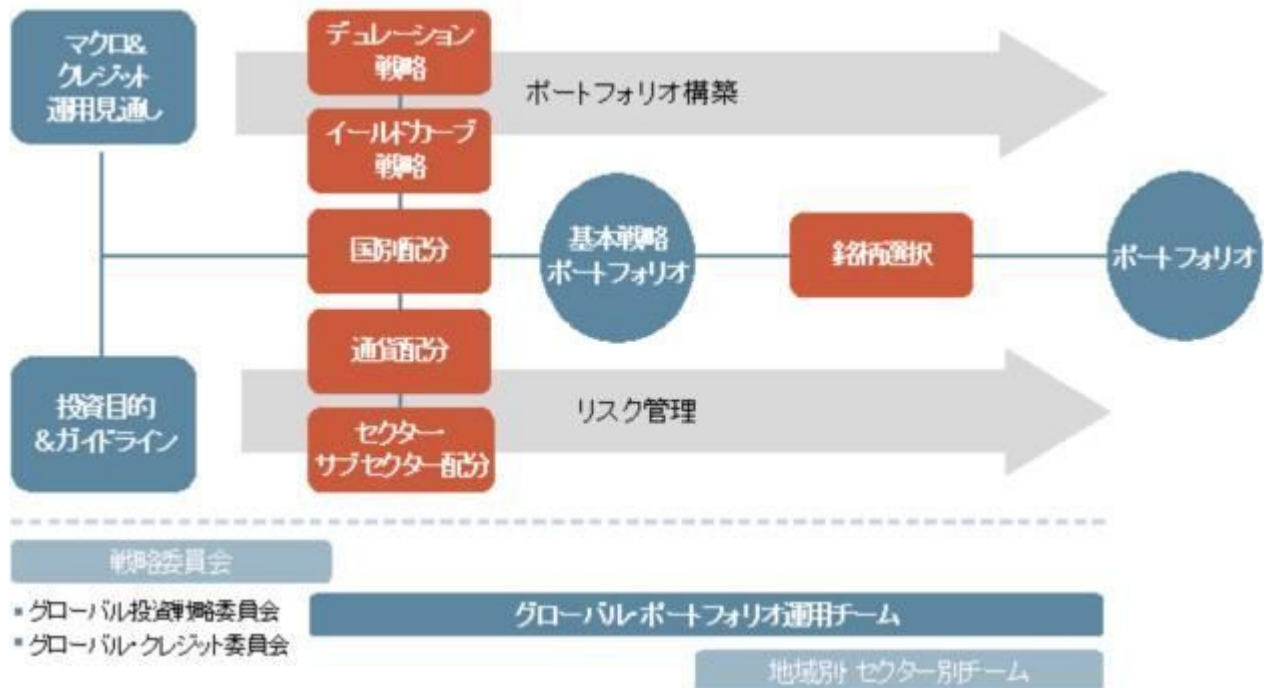 マクロ&
クレジット
運用見通し
デュレーション
戦略
ポートフォリオ構築
イールドカーブ
戦略
国別配分
基本戦略
ポートフォリオ
銘柄選択
ポートフォリオ
通貨配分
投資目的
&ガイドライン
リスク管理
セクター・
サブセクター配分
戦略委員会
▪グローバル投資戦略委員会
▪グローバル・クレジット委員会
グローバル・ポートフォリオ運用チーム
地域別・セクター別チーム